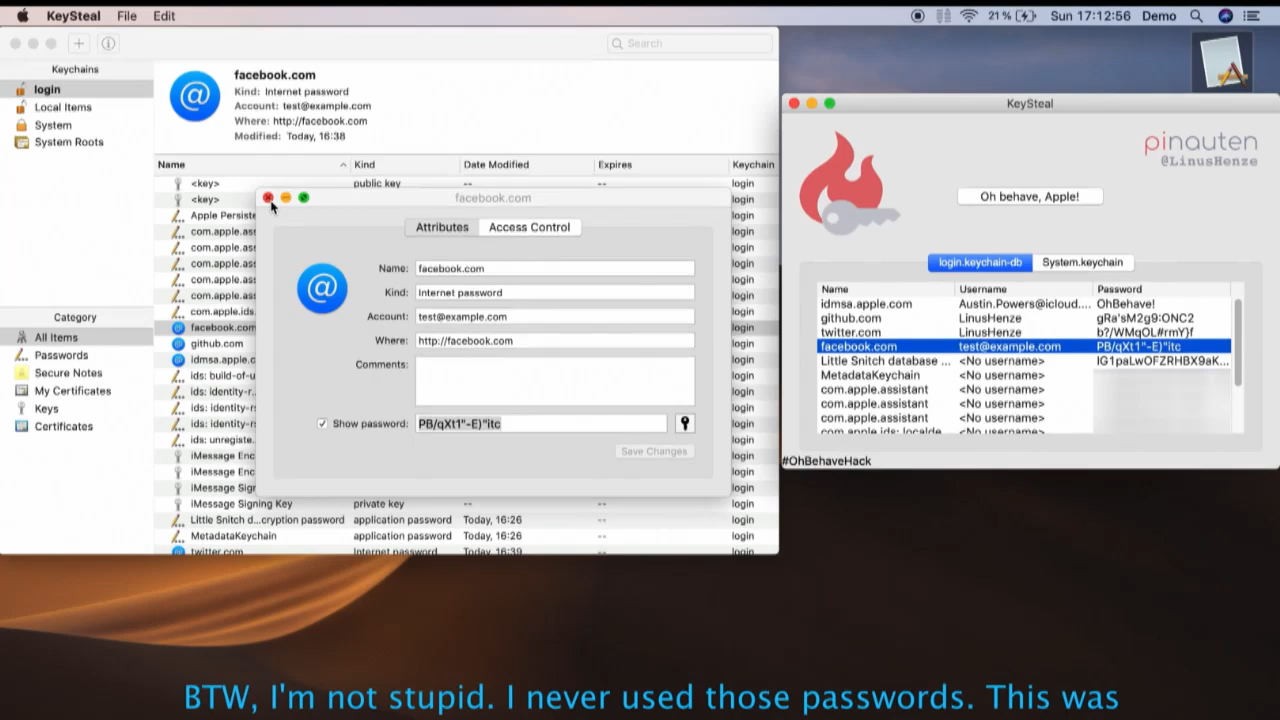 KeySteal File Edit
21 % Sun 17:12:56 Demo
Search
Keychains
login
Local Items
System
System Roots
Category
All Items
Passwords
Secure Notes
My Certificates
Keys
Certificates
facebook.com
Kind: Internet password
Account: test@example.com
Where: http://facebook.com
Modified: Today, 16:38
Name Kind Date Modified Expires Keychain
<key> public key -- -- login
<key> login
Apple Persiste login
com.apple.ass login
com.apple.ass login
com.apple.ass login
com.apple.ass login
com.apple.ass login
com.apple.ids: login
facebook.com login
github.com login
idmsa.apple.c login
ids: build-of-u login
ids: identity-r login
ids: identity-rs login
ids: identity-rs login
ids: unregiste. login
iMessage Enc login
iMessage Enc login
iMessage Sigr login
iMessage Signing Key private key -- -- login
Little Snitch d...cryption password application password Today, 16:26 -- login
MetadataKeychain application password Today, 16:26 -- login
twitter.com Internet password Today, 16:39 -- login
facebook.com
Attributes Access Control
Name: facebook.com
Kind: Internet password
Account: test@example.com
Where: http://facebook.com
Comments:
Show password: PB/qXt1"-E)"itc
Save Changes
KeySteal
pinauten
@LinusHenze
Oh behave, Apple!
login.keychain-db System.keychain
Name Username Password
idmsa.apple.com Austin.Powers@icloud.... OhBehave!
github.com LinusHenze gRa'sM2g9:ONC2
twitter.com LinusHenze b?/WMqOL#rmY}f
facebook.com test@example.com PB/qXt1"-E)"itc
Little Snitch database ... <No username> IG1paLwOFZRHBX9aK...
MetadataKeychain <No username>
com.apple.assistant <No username>
com.apple.assistant <No username>
com.apple.assistant <No username>
com.apple.ids: localde <No username>
#OhBehaveHack
BTW, I'm not stupid. I never used those passwords. This was